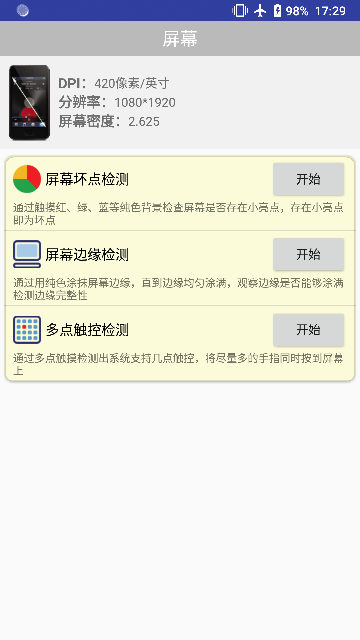 98% 17:29
屏幕
DPI：420像素/英寸
分辨率：1080*1920
屏幕密度：2.625
屏幕坏点检测
开始
通过触摸红、绿、蓝等纯色背景检查屏幕是否存在小亮点，存在小亮点
即为坏点
屏幕边缘检测
开始
通过用纯色涂抹屏幕边缘，直到边缘均匀涂满，观察边缘是否能够涂满
检测边缘完整性
多点触控检测
开始
通过多点触摸检测出系统支持几点触控，将尽量多的手指同时按到屏幕
上